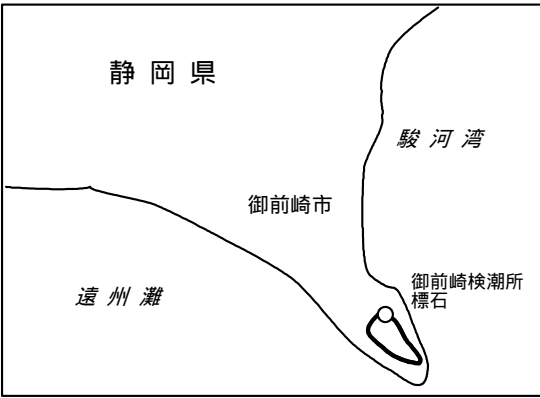 静岡県
駿河湾
御前崎市
御前崎検潮所
標石
遠州灘